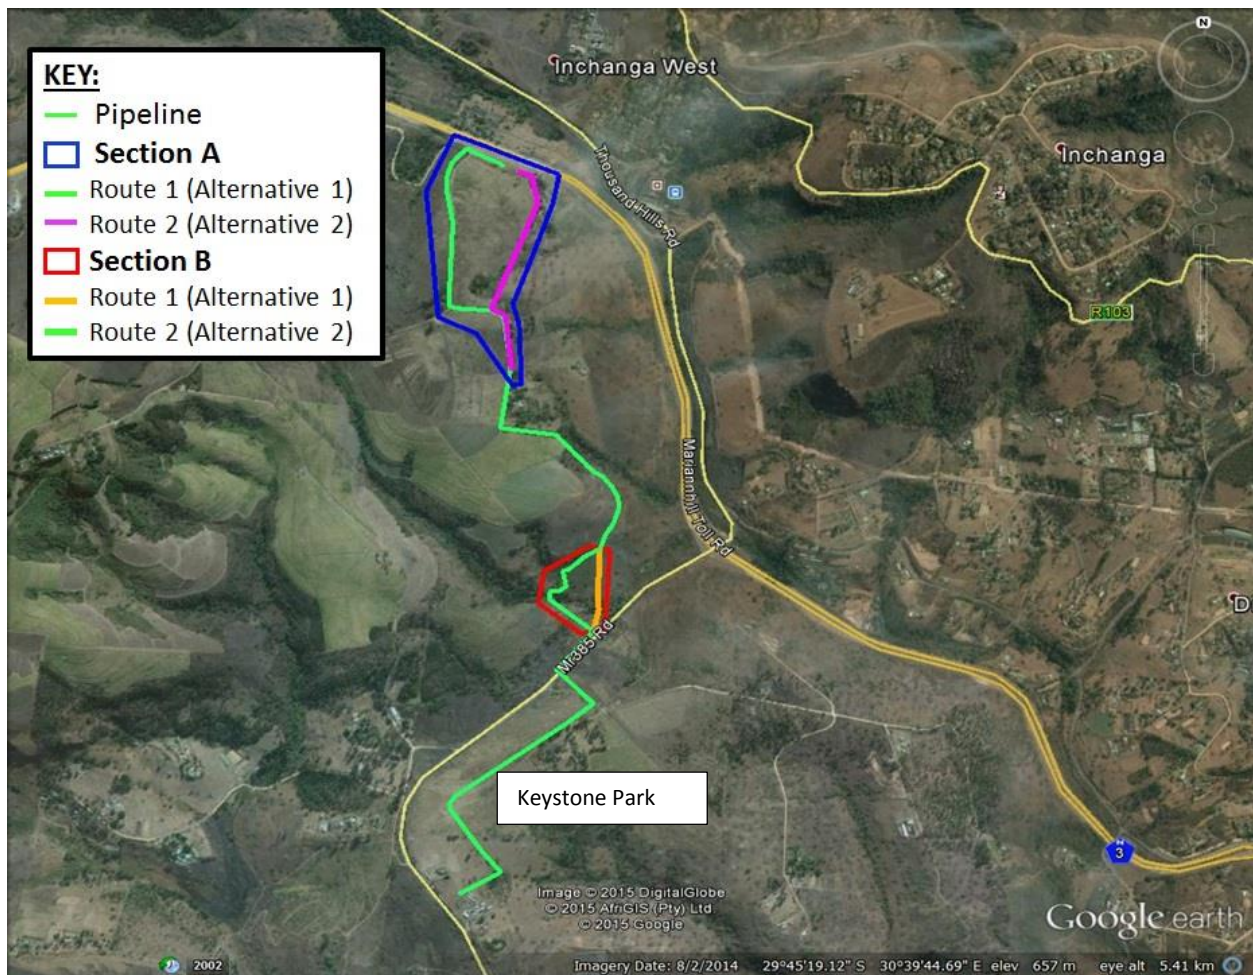 KEY:
Pipeline
Section A
Route 1 (Alternative 1)
Route 2 (Alternative 2)
Section B
Route 1 (Alternative 1)
Route 2 (Alternative 2)
N
Inchanga West
Inchanga
Thousand Hills Rd
R103
Mariannhill Toll Rd
D
Mr385 Rd
Keystone Park
N
3
Image © 2015 DigitalGlobe
© 2015 AfriGIS (Pty) Ltd.
© 2015 Google
Google earth
2002
Imagery Date: 8/2/2014 29°45'19.12" S 30°39'44.69" E elev 657 m eye alt 5.41 km